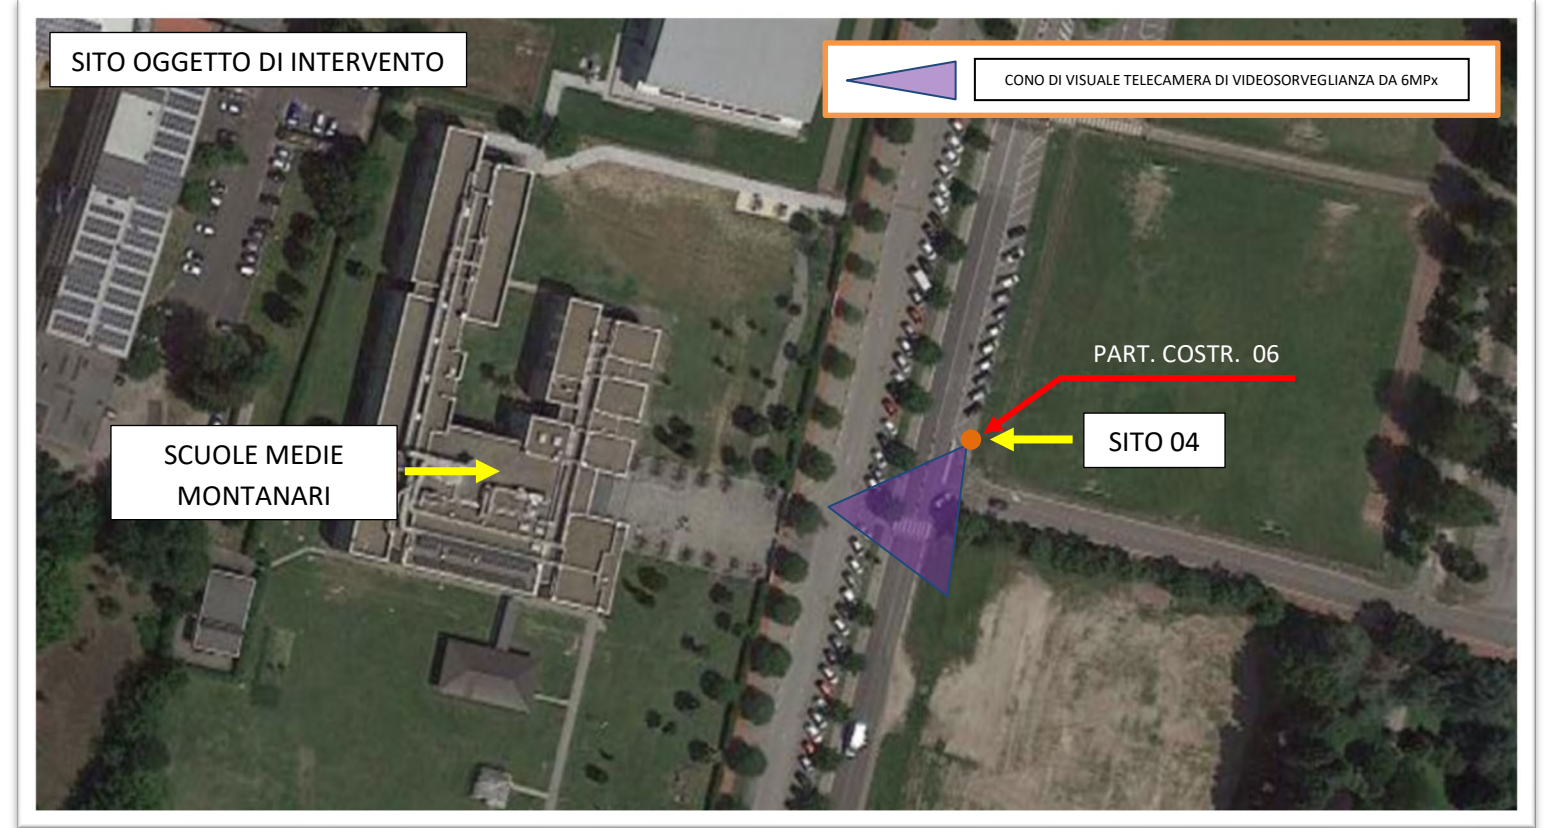 SITO OGGETTO DI INTERVENTO
CONO DI VISUALE TELECAMERA DI VIDEOSORVEGLIANZA DA 6MPx
PART. COSTR. 06
SITO 04
SCUOLE MEDIE
MONTANARI